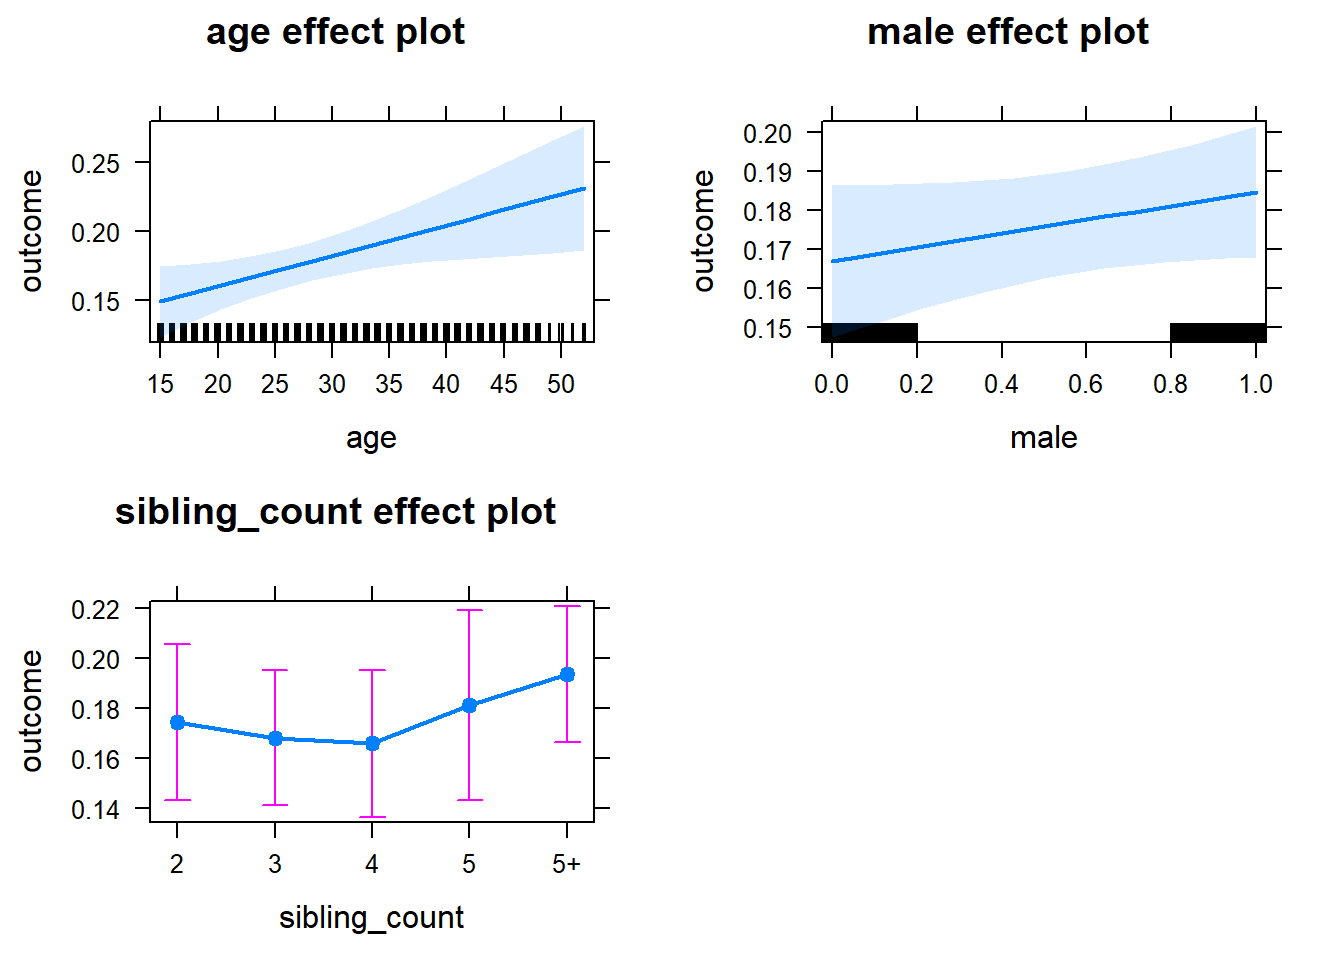 age effect plot
outcome
0.25
0.20
0.15
15 20 25 30 35 40 45 50
age
male effect plot
outcome
0.20
0.19
0.18
0.17
0.16
0.15
0.0 0.2 0.4 0.6 0.8 1.0
male
sibling_count effect plot
outcome
0.22
0.20
0.18
0.16
0.14
2 3 4 5 5+
sibling_count